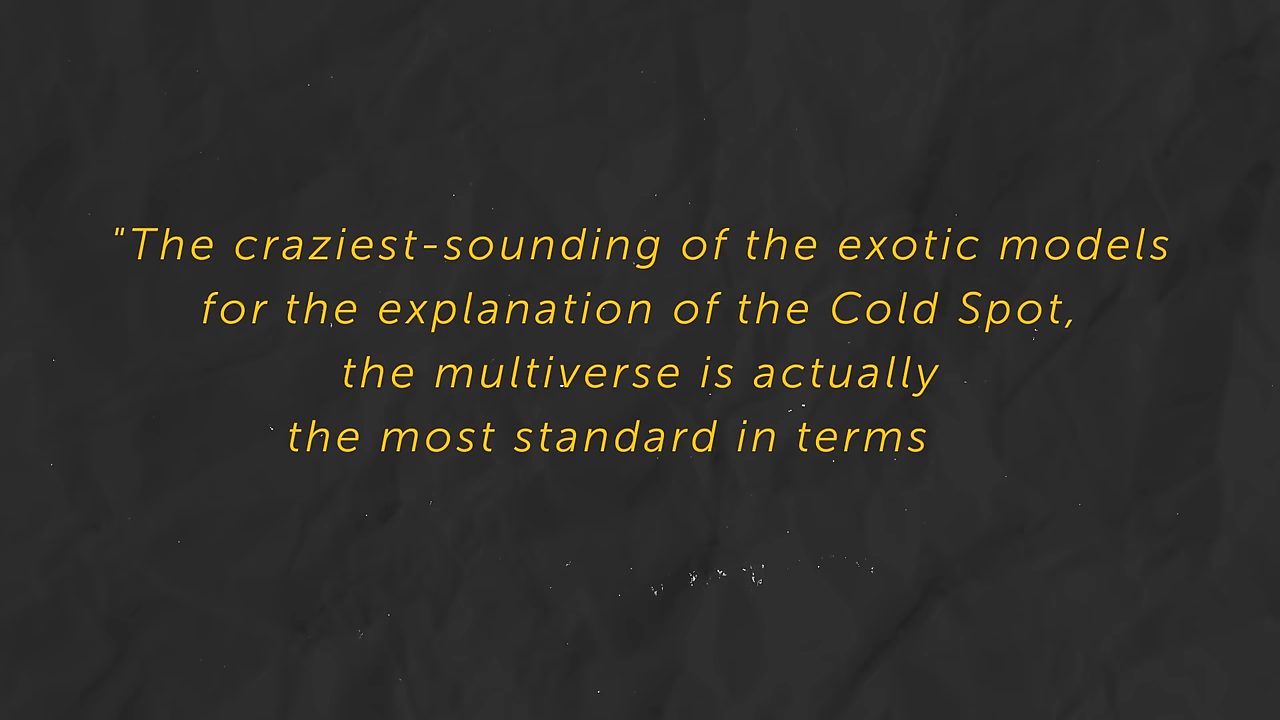 "The craziest-sounding of the exotic models
for the explanation of the Cold Spot,
the multiverse is actually
the most standard in terms